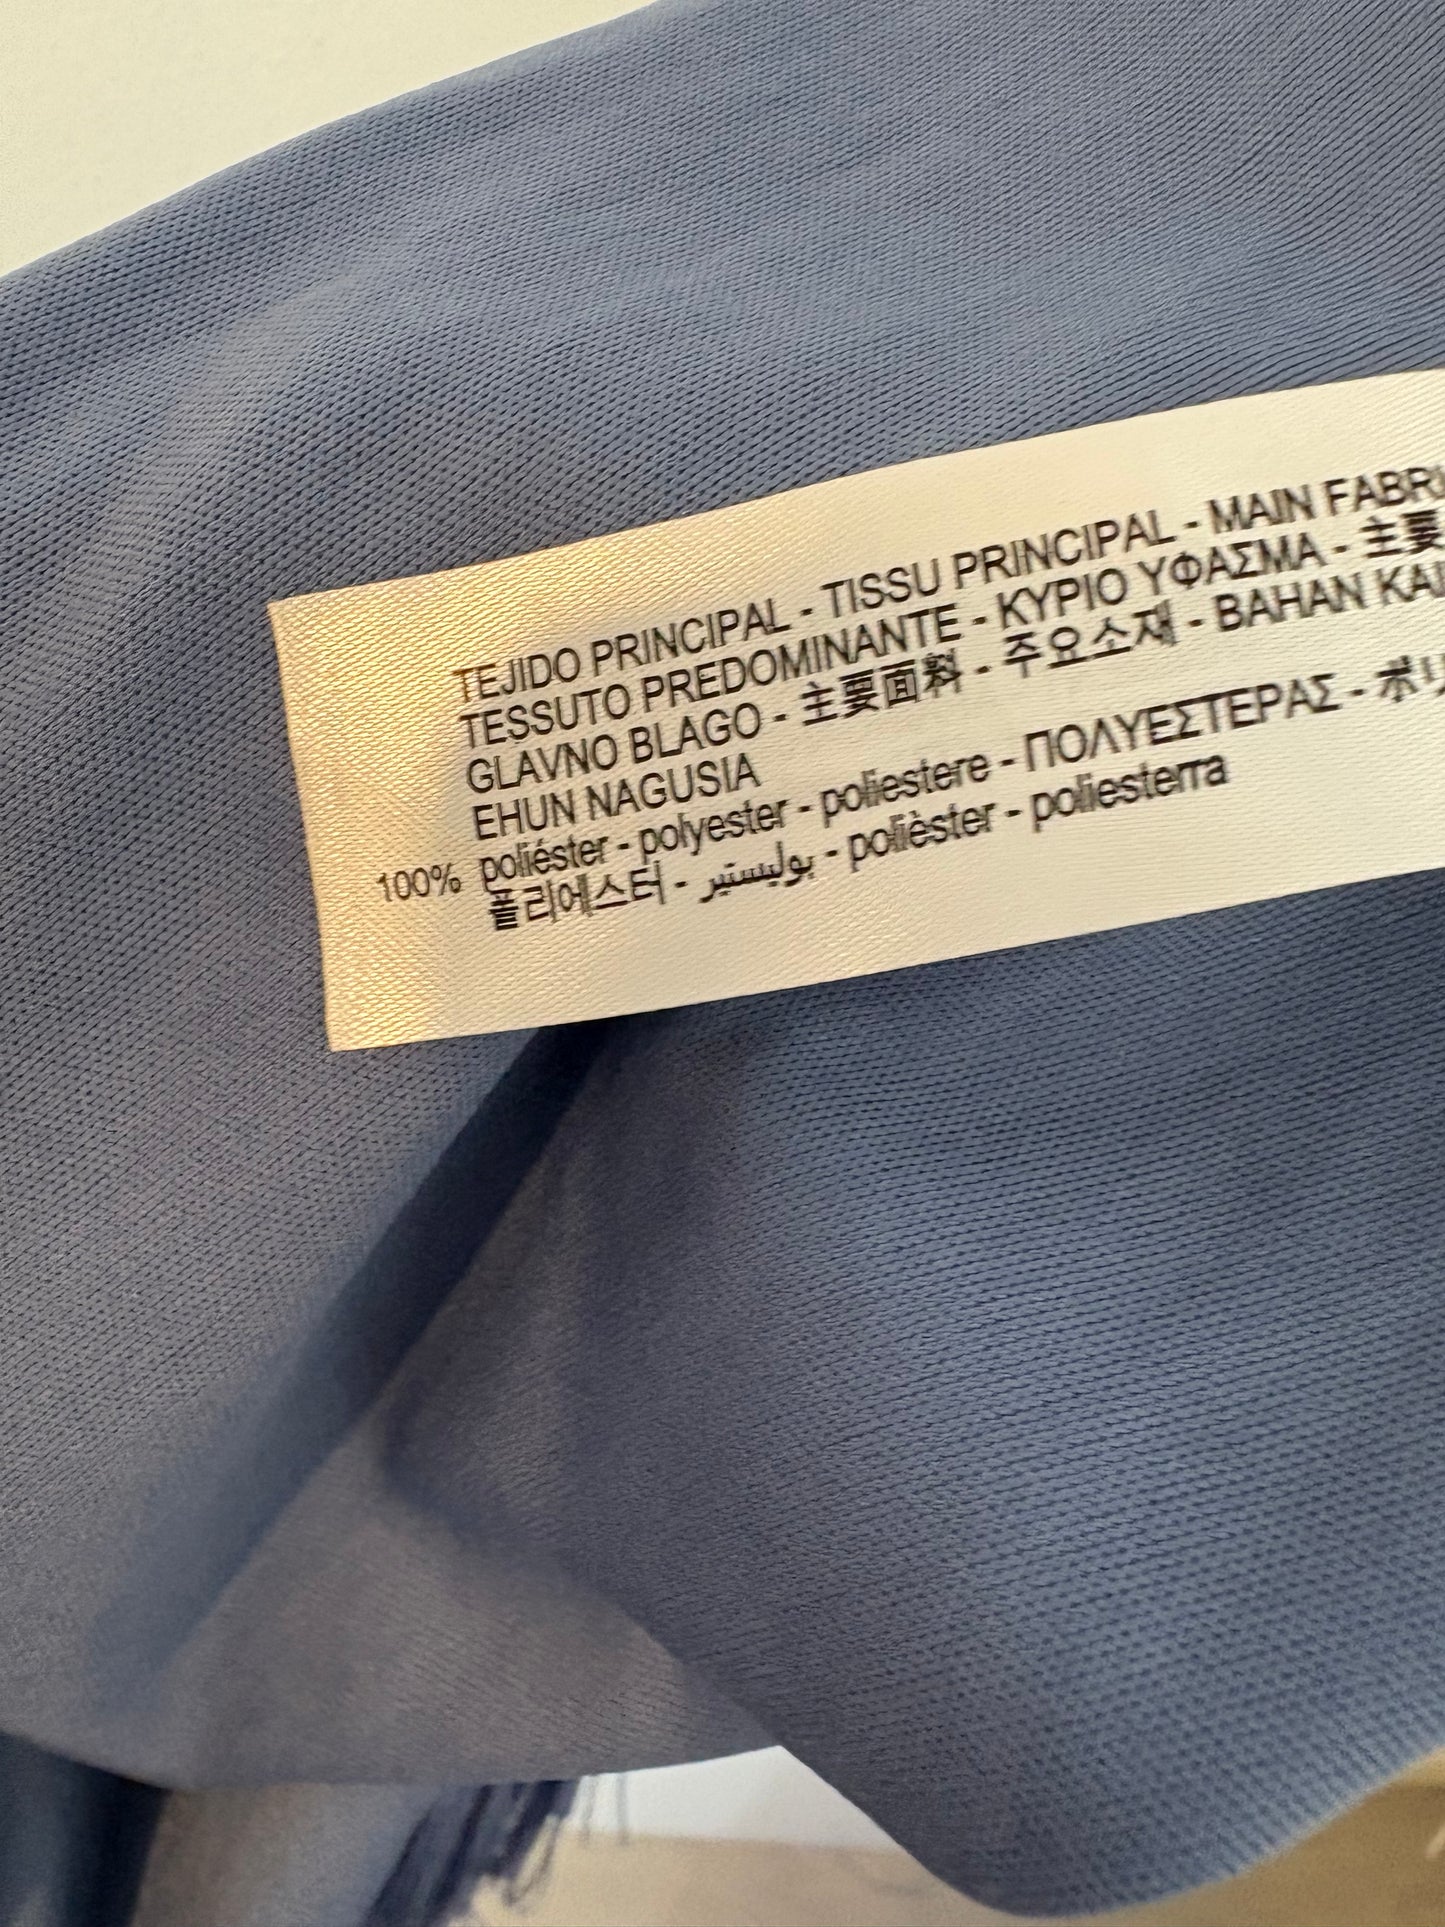 TEJIDO PRINCIPAL - TISSU PRINCIPAL - MAIN FABRI
TESSUTO PREDOMINANTE - ΚΥΡΙΟ ΥΦΑΣΜΑ - 主要
GLAVNO BLAGO - 主要面料 - 주요소재 - BAHAN KAI
EHUN NAGUSIA
100% poliéster - polyester - poliestere - ΠΟΛΥΕΣΤΕΡΑΣ - ポリ
폴리에스터 - بوليستير - polièster - poliesterra